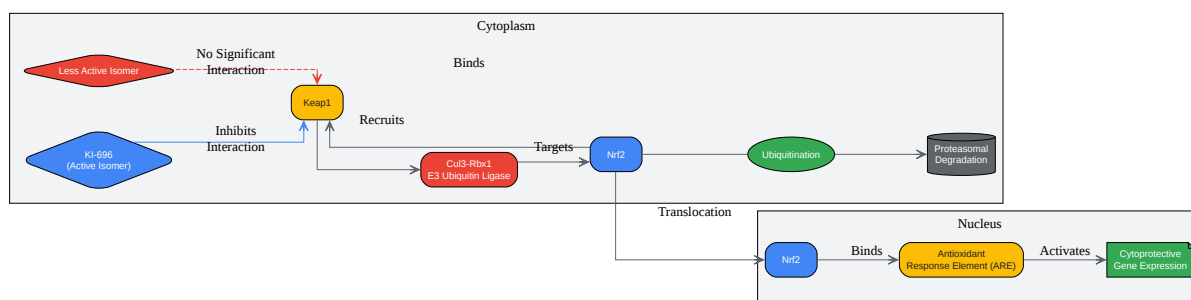 Cytoplasm
No Significant
Interaction
Binds
Less Active Isomer
Keap1
Recruits
Inhibits
Interaction
KI-696
(Active Isomer)
Cul3-Rbx1
E3 Ubiquitin Ligase
Targets
Nrf2
Ubiquitination
Proteasomal
Degradation
Translocation
Nucleus
Nrf2
Binds
Antioxidant
Response Element (ARE)
Activates
Cytoprotective
Gene Expression